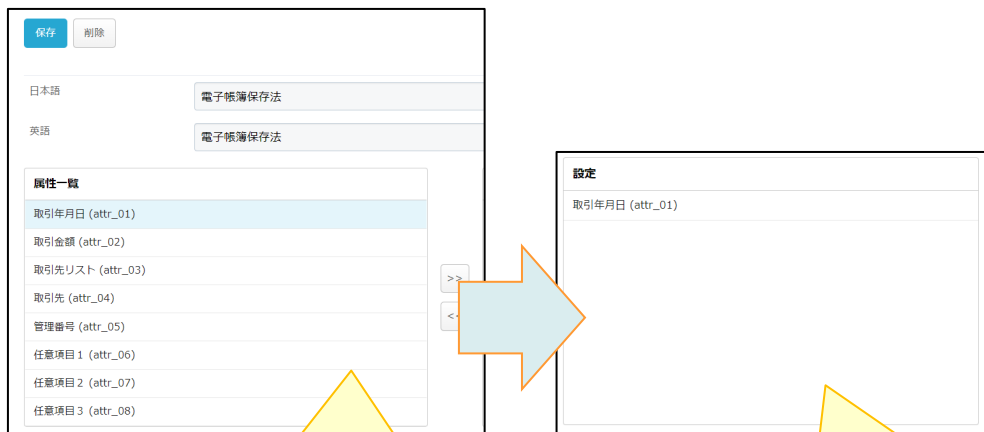 保存 削除
日本語 電子帳簿保存法
英語 電子帳簿保存法
属性一覧
取引年月日 (attr_01)
取引金額 (attr_02)
取引先リスト (attr_03)
取引先 (attr_04)
管理番号 (attr_05)
任意項目1 (attr_06)
任意項目2 (attr_07)
任意項目3 (attr_08)
>>
<
設定
取引年月日 (attr_01)